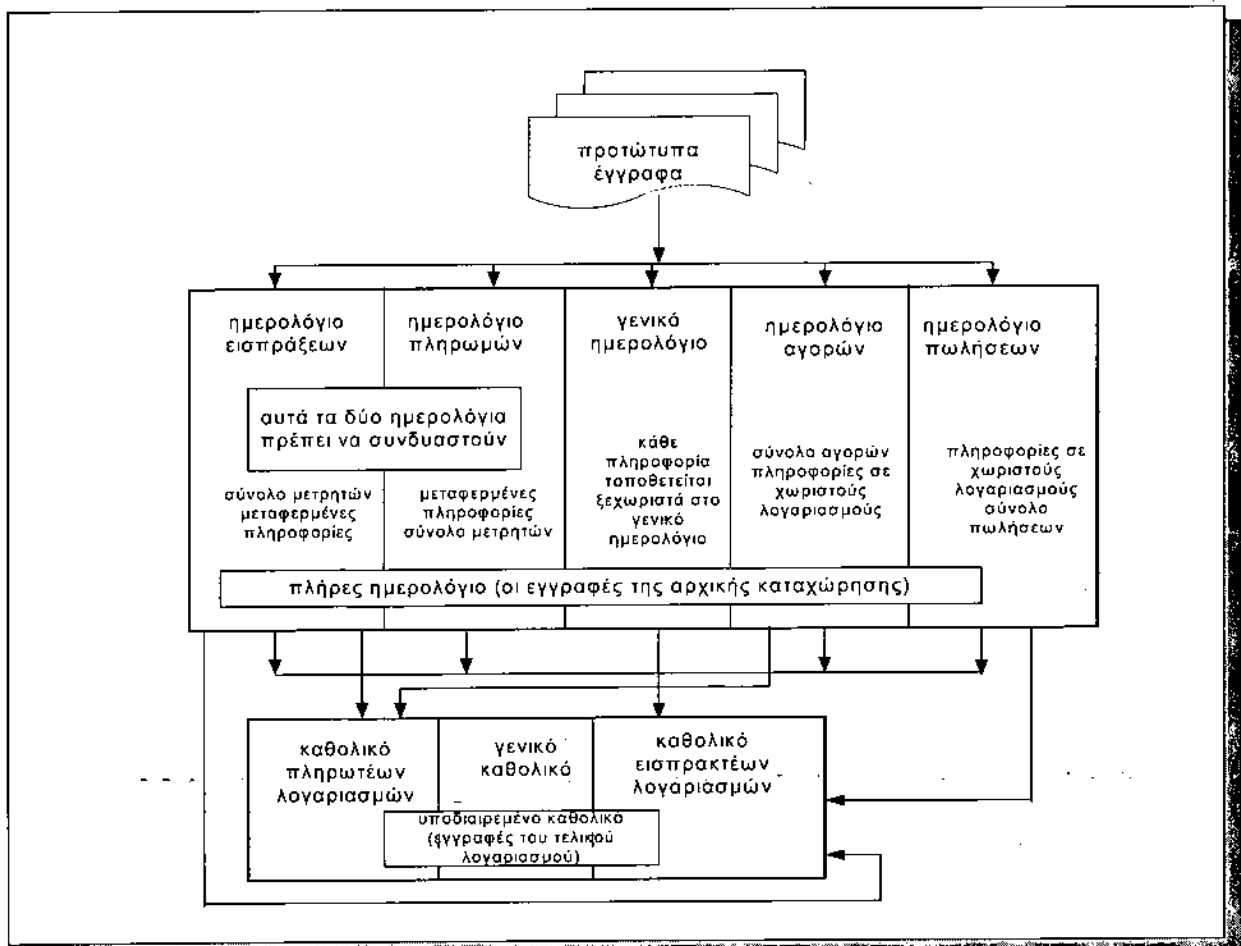 προτώτυπα
έγγραφα
ημερολόγιο
εισπράξεων
ημερολόγιο
πληρωμών
γενικό
ημερολόγιο
ημερολόγιο
αγορών
ημερολόγιο
πωλήσεων
αυτά τα δύο ημερολόγια
πρέπει να συνδυαστούν
σύνολο μετρητών
μεταφερμένες
πληροφορίες
μεταφερμένες
πληροφορίες
σύνολο μετρητών
κάθε
πληροφορία
τοποθετείται
ξεχωριστά στο
γενικό
ημερολόγιο
σύνολα αγορών
πληροφορίες σε
χωριστούς
λογαριασμούς
πληροφορίες σε
χωριστούς
λογαριασμούς
σύνολα
πωλήσεων
πλήρες ημερολόγιο (οι εγγραφές της αρχικής καταχώρησης)
καθολικό
πληρωτέων
λογαριασμών
γενικό
καθολικό
καθολικό
εισπρακτέων
λογαριασμών
υποδιαιρεμένο καθολικό
(εγγραφές του τελικού
λογαριασμού)